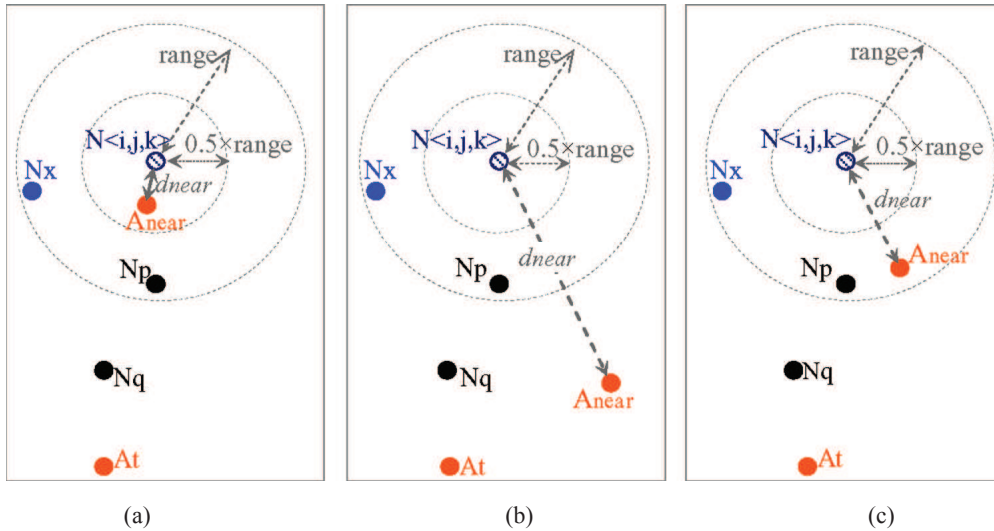 range
N<i,j,k>
0.5×range
Nx
dnear
Anear
Np
Nq
At
(a)
range
N<i,j,k>
0.5×range
Nx
Np
dnear
Nq
Anear
At
(b)
range
N<i,j,k>
0.5×range
Nx
dnear
Np
Anear
Nq
At
(c)